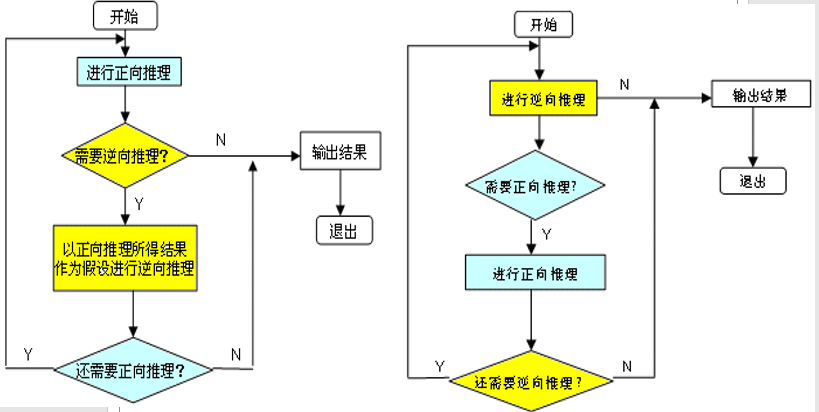 开始
进行正向推理
需要逆向推理？
N
输出结果
Y
退出
以正向推理所得结果
作为假设进行逆向推理
Y
还需要正向推理？
N
开始
进行逆向推理
N
输出结果
需要正向推理？
退出
Y
进行正向推理
Y
还需要逆向推理？
N